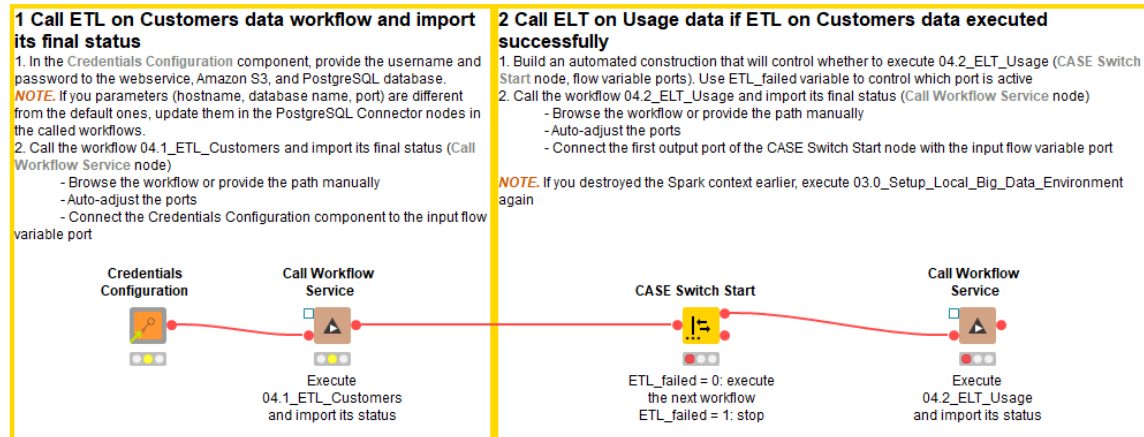 1 Call ETL on Customers data workflow and import
its final status
1. In the Credentials Configuration component, provide the username and
password to the webservice, Amazon S3, and PostgreSQL database.
NOTE. If you parameters (hostname, database name, port) are different
from the default ones, update them in the PostgreSQL Connector nodes in
the called workflows.
2. Call the workflow 04.1_ETL_Customers and import its final status (Call
Workflow Service node)
- Browse the workflow or provide the path manually
- Auto-adjust the ports
- Connect the Credentials Configuration component to the input flow
variable port
Credentials
Configuration
Call Workflow
Service
Execute
04.1_ETL_Customers
and import its status
2 Call ELT on Usage data if ETL on Customers data executed
successfully
1. Build an automated construction that will control whether to execute 04.2_ELT_Usage (CASE Switch
Start node, flow variable ports). Use ETL_failed variable to control which port is active
2. Call the workflow 04.2_ELT_Usage and import its final status (Call Workflow Service node)
- Browse the workflow or provide the path manually
- Auto-adjust the ports
- Connect the first output port of the CASE Switch Start node with the input flow variable port
NOTE. If you destroyed the Spark context earlier, execute 03.0_Setup_Local_Big_Data_Environment
again
CASE Switch Start
ETL_failed = 0: execute
the next workflow
ETL_failed = 1: stop
Call Workflow
Service
Execute
04.2_ELT_Usage
and import its status